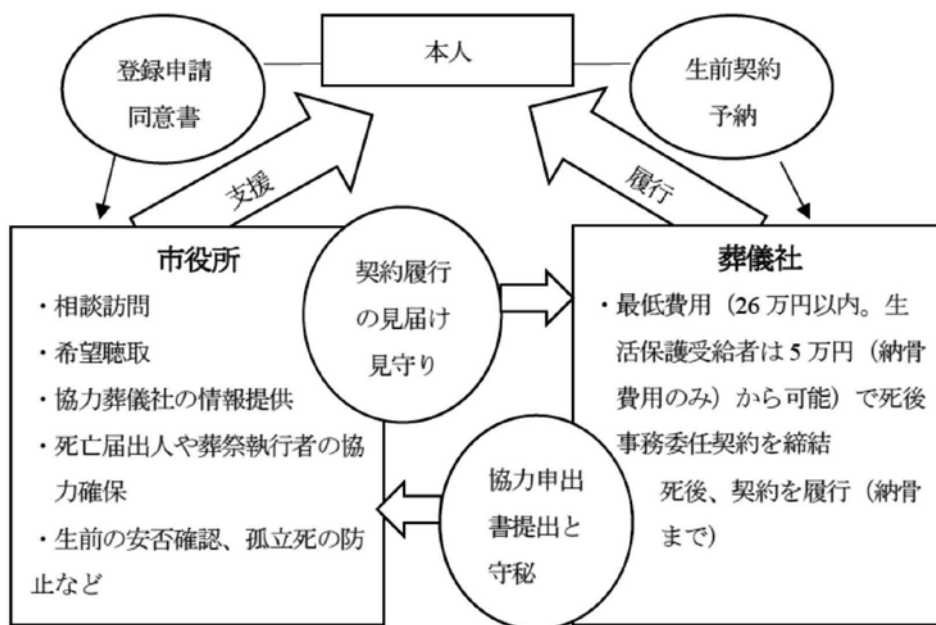 本人
登録申請
同意書
生前契約
予納
支援
履行
市役所
・相談訪問
・希望聴取
・協力葬儀社の情報提供
・死亡届出人や葬祭執行者の協
力確保
・生前の安否確認、孤立死の防
止など
契約履行
の見届け
見守り
協力申出
書提出と
守秘
葬儀社
・最低費用（26万円以内。生
活保護受給者は5万円（納骨
費用のみ）から可能）で死後
事務委任契約を締結
死後、契約を履行（納骨
まで）